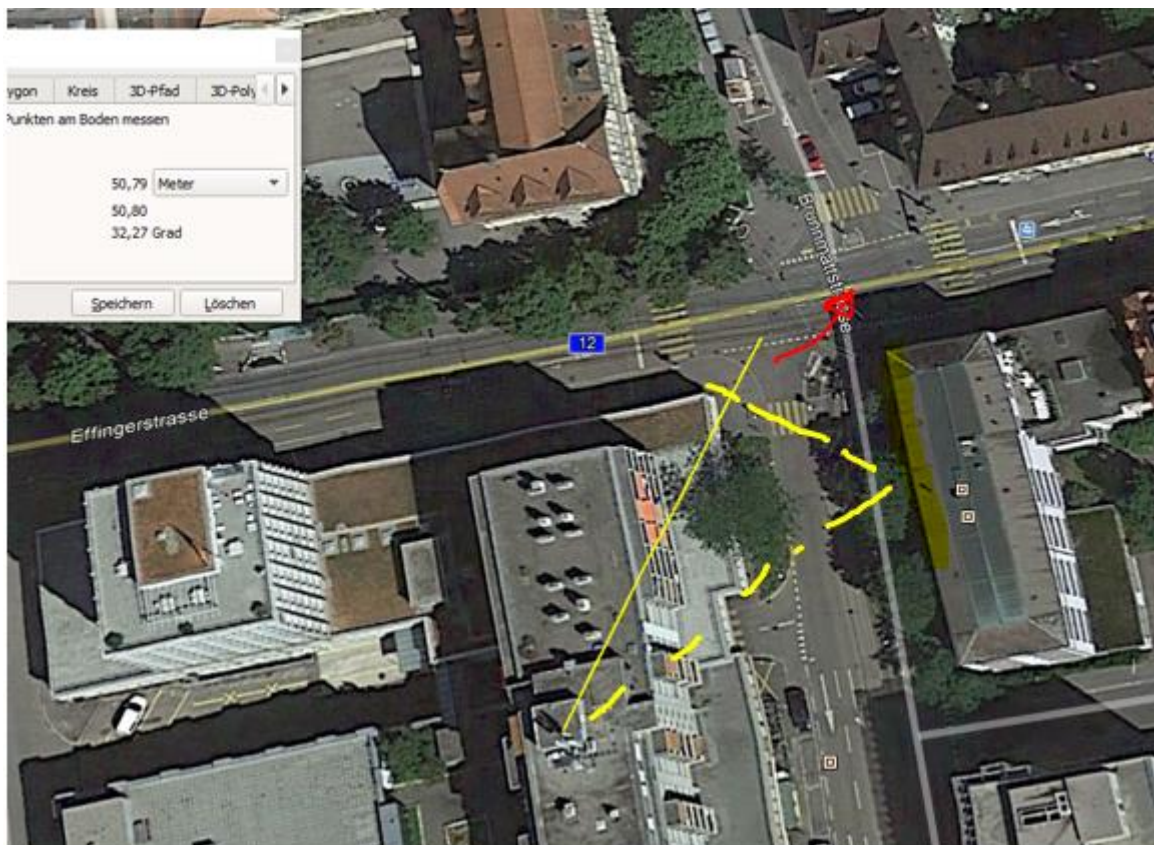 ygon Kreis 3D-Pfad 3D-Poly
Punkten am Boden messen
50,79 Meter
50,80
32,27 Grad
Speichern Löschen
12
Effingerstrasse